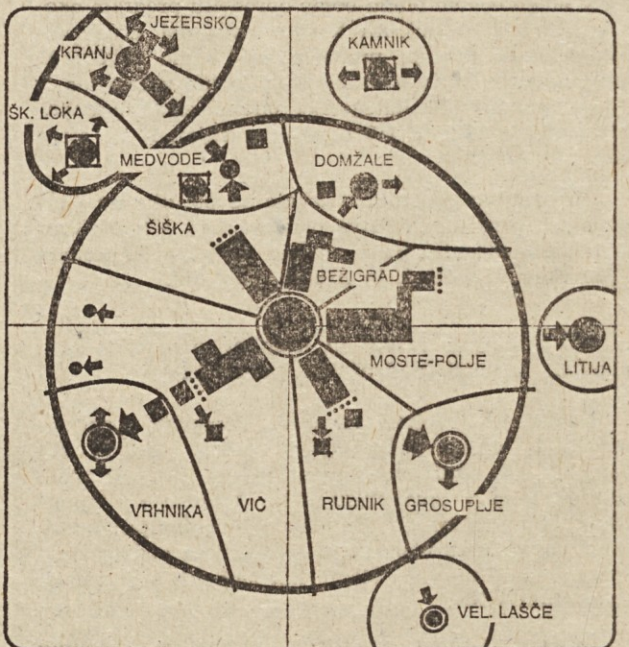 JEZERSKO
KRANJ
KAMNIK
ŠK. LOKA
MEDVODE
DOMŽALE
ŠIŠKA
BEŽIGRAD
MOSTE-POLJE
LITIJA
VRHNIKA
VIČ
RUDNIK
GROSUPLJE
VEL. LAŠČE